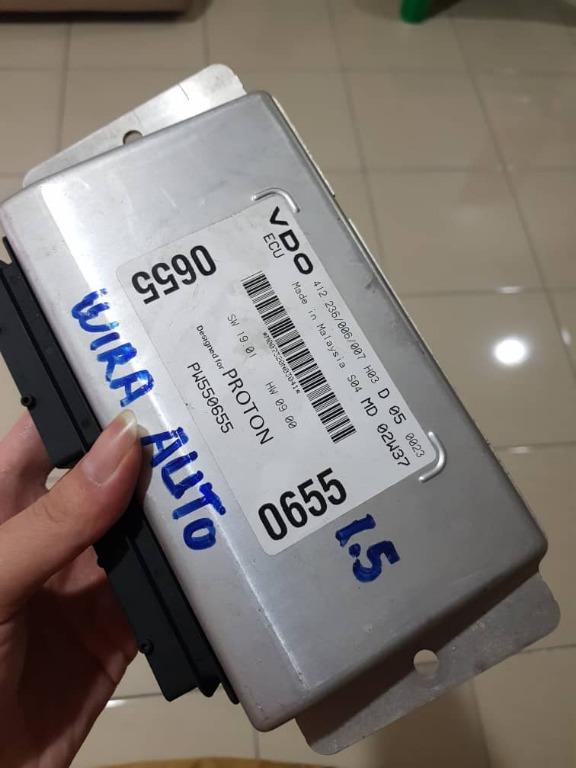 VDO
ECU
412 236/006/007 H03 D 05 0023
Made in Malaysia S04 MD 02W37
SW 19 01 HW 09 00
Designed for PROTON
PW550655
0655
0655
WIRA AUTO
1.5